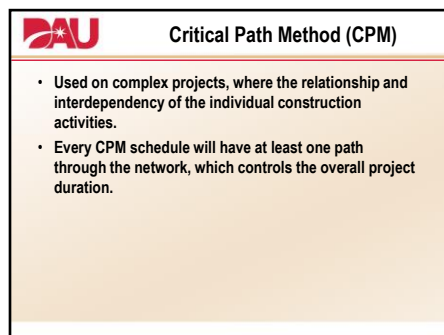 DAU
Critical Path Method (CPM)
• Used on complex projects, where the relationship and
interdependency of the individual construction
activities.
• Every CPM schedule will have at least one path
through the network, which controls the overall project
duration.